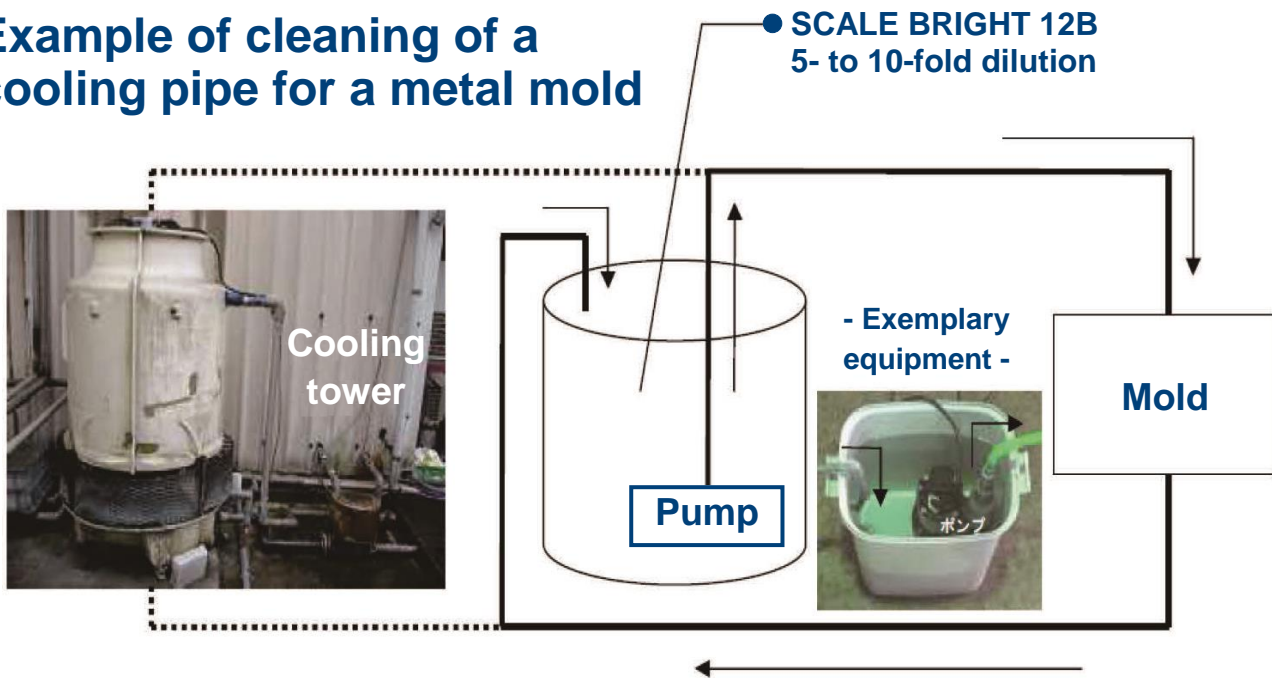 Example of cleaning of a
cooling pipe for a metal mold
SCALE BRIGHT 12B
5- to 10-fold dilution
Cooling
tower
- Exemplary
equipment -
Mold
Pump
ポンプ